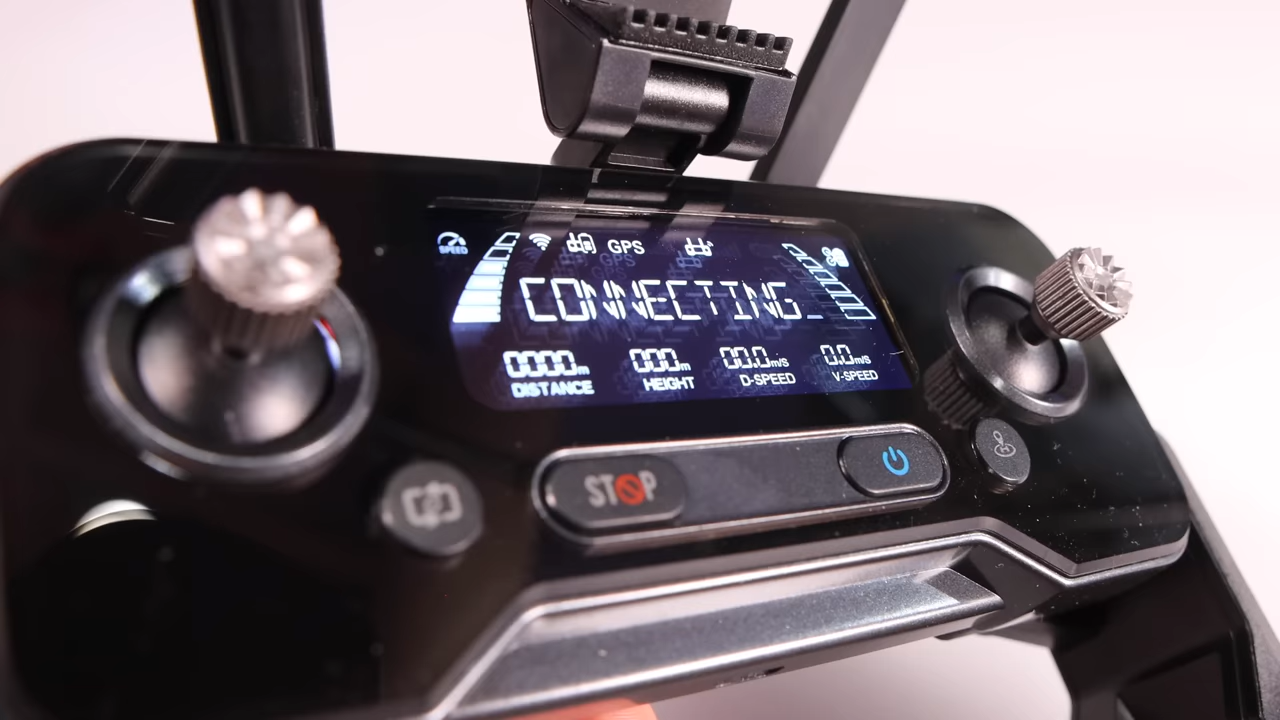 SPEED
GPS
CONNECTING_
0000m
000m
00.0m/s
0.0m/s
DISTANCE
HEIGHT
D-SPEED
V-SPEED
STOP
H